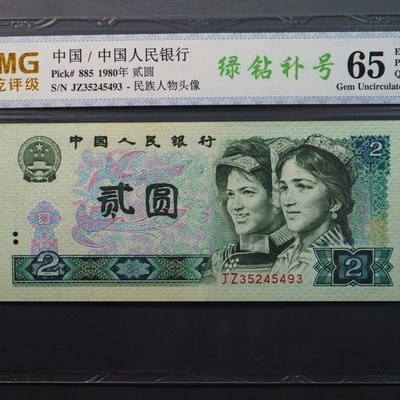 MG
评级
中国 / 中国人民银行
Pick# 885 1980年 贰圆
S/N JZ35245493 - 民族人物头像
绿钻补号
65
E
P
Q
Gem Uncirculate
中国人民银行
贰圆
2
2
2
JZ35245493